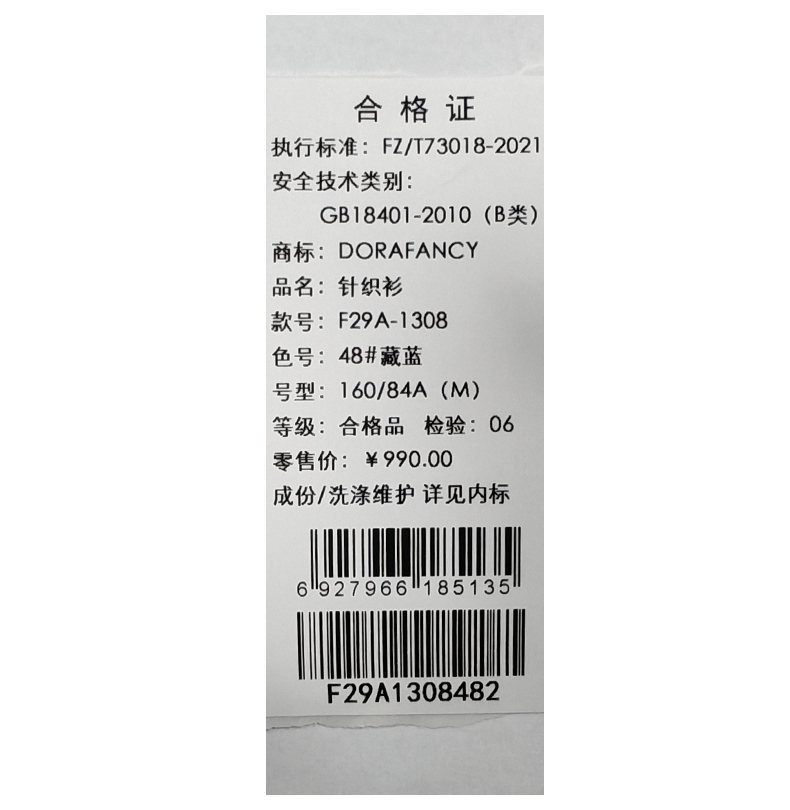 合格证
执行标准：FZ/T73018-2021
安全技术类别：
GB18401-2010（B类）
商标：DORAFANCY
品名：针织衫
款号：F29A-1308
色号：48#藏蓝
号型：160/84A（M）
等级：合格品 检验：06
零售价：￥990.00
成份/洗涤维护 详见内标
6 927966 185135
F29A1308482